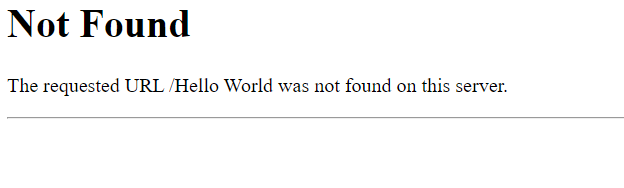 Not Found
The requested URL /Hello World was not found on this server.